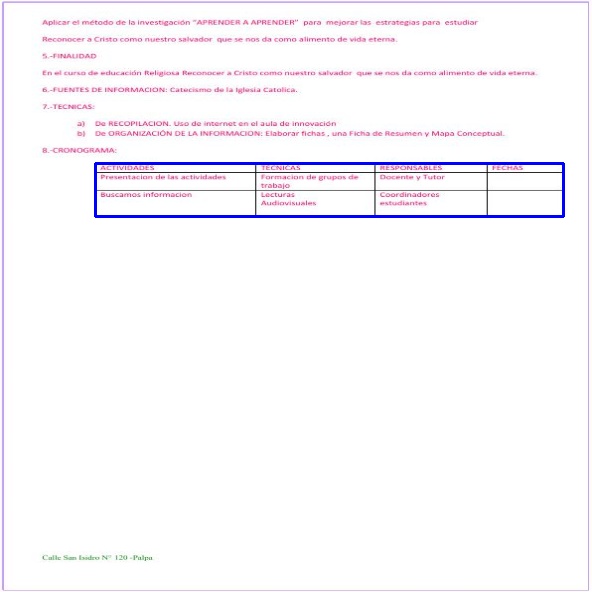 Aplicar el método de la investigación "APRENDER A APRENDER" para mejorar las estrategias para estudiar
Reconocer a Cristo como nuestro salvador que se nos da como alimento de vida eterna.
5.-FINALIDAD
En el curso de educación Religiosa Reconocer a Cristo como nuestro salvador que se nos da como alimento de vida eterna.
6.-FUENTES DE INFORMACION: Catecismo de la Iglesia Catolica.
7.-TECNICAS:
a) De RECOPILACION. Uso de internet en el aula de innovación
b) De ORGANIZACIÓN DE LA INFORMACION: Elaborar fichas , una Ficha de Resumen y Mapa Conceptual.
8.-CRONOGRAMA:
ACTIVIDADES TECNICAS RESPONSABLES FECHAS
Presentacion de las actividades Formacion de grupos de Docente y Tutor
trabajo
Buscamos informacion Lecturas Coordinadores
Audiovisuales estudiantes
Calle San Isidro N° 120 -Palpa